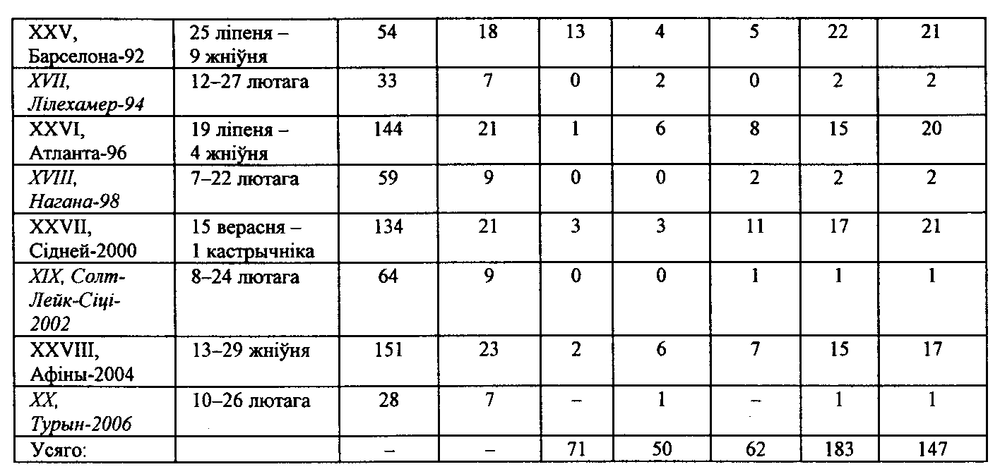 XXV, 25 ліпеня – 54 18 13 4 5 22 21
Барселона-92 9 жніўня
XVII, 12–27 лютага 33 7 0 2 0 2 2
Лілехамер-94
XXVI, 19 ліпеня – 144 21 1 6 8 15 20
Атланта-96 4 жніўня
XVIII, 7–22 лютага 59 9 0 0 2 2 2
Нагана-98
XXVII, 15 верасня – 134 21 3 3 11 17 21
Сідней-2000 1 кастрычніка
XIX, Солт- 8–24 лютага 64 9 0 0 1 1 1
Лейк-Сіці-
2002
XXVIII, 13–29 жніўня 151 23 2 6 7 15 17
Афіны-2004
XX, 10–26 лютага 28 7 – 1 – 1 1
Турын-2006
Усяго: – – 71 50 62 183 147